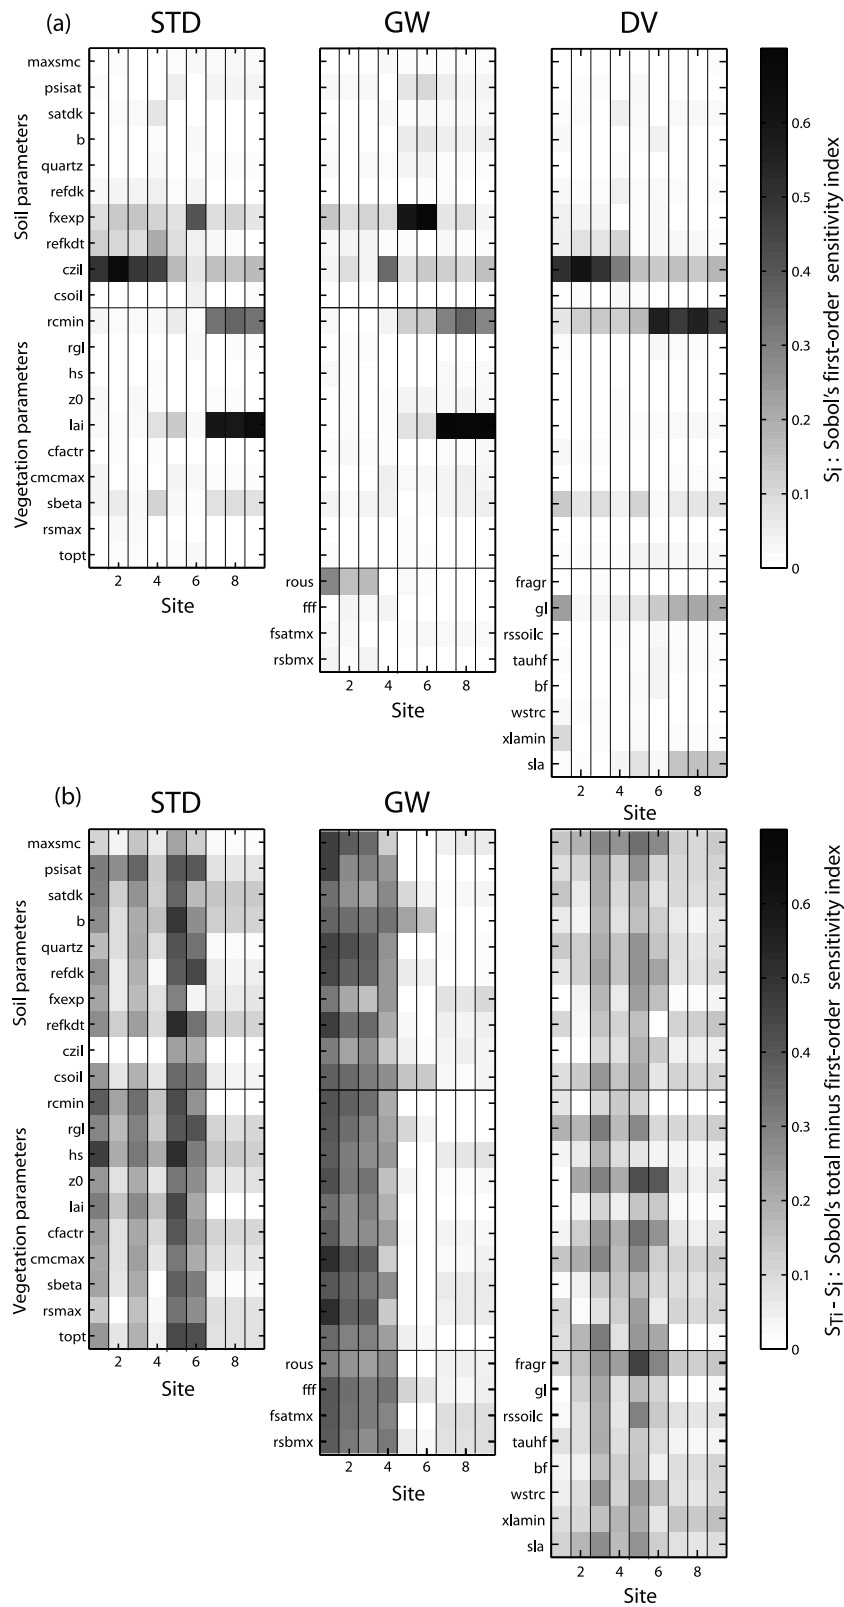 (a)
STD GW DV
Soil parameters
maxsmc
psisat
satdk
b
quartz
refdk
fxexp
refkdt
czil
csoil
Vegetation parameters
rcmin
rgl
hs
z0
lai
cfactr
cmcmax
sbeta
rsmax
topt
2 4 6 8
Site
rous
fff
fsatmx
rsbmx
2 4 6 8
Site
fragr
gl
rssoilc
tauhf
bf
wstrc
xlamin
sla
2 4 6 8
Site
0.6
0.5
0.4
0.3
0.2
0.1
0
Si : Sobol's first-order sensitivity index
(b)
STD GW
Soil parameters
maxsmc
psisat
satdk
b
quartz
refdk
fxexp
refkdt
czil
csoil
Vegetation parameters
rcmin
rgl
hs
z0
lai
cfactr
cmcmax
sbeta
rsmax
topt
2 4 6 8
Site
rous
fff
fsatmx
rsbmx
2 4 6 8
Site
fragr
gl
rssoilc
tauhf
bf
wstrc
xlamin
sla
2 4 6 8
Site
0.6
0.5
0.4
0.3
0.2
0.1
0
STi - Si : Sobol's total minus first-order sensitivity index